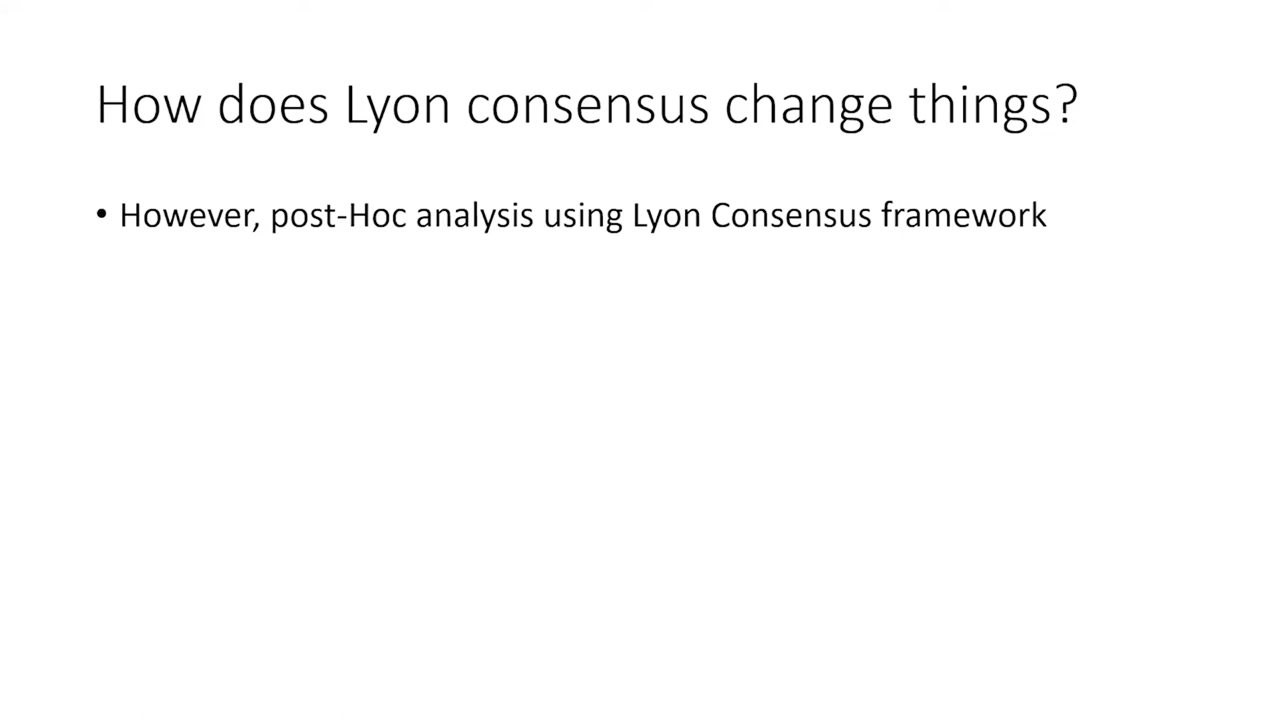 How does Lyon consensus change things?
• However, post-Hoc analysis using Lyon Consensus framework